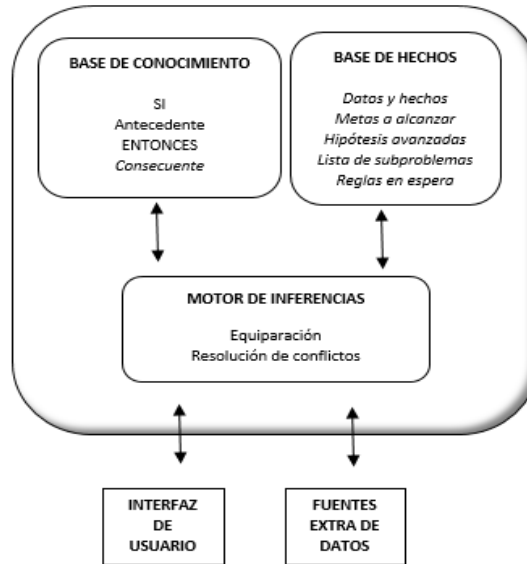 BASE DE CONOCIMIENTO
SI
Antecedente
ENTONCES
Consecuente
BASE DE HECHOS
Datos y hechos
Metas a alcanzar
Hipótesis avanzadas
Lista de subproblemas
Reglas en espera
MOTOR DE INFERENCIAS
Equiparación
Resolución de conflictos
INTERFAZ
DE
USUARIO
FUENTES
EXTRA DE
DATOS